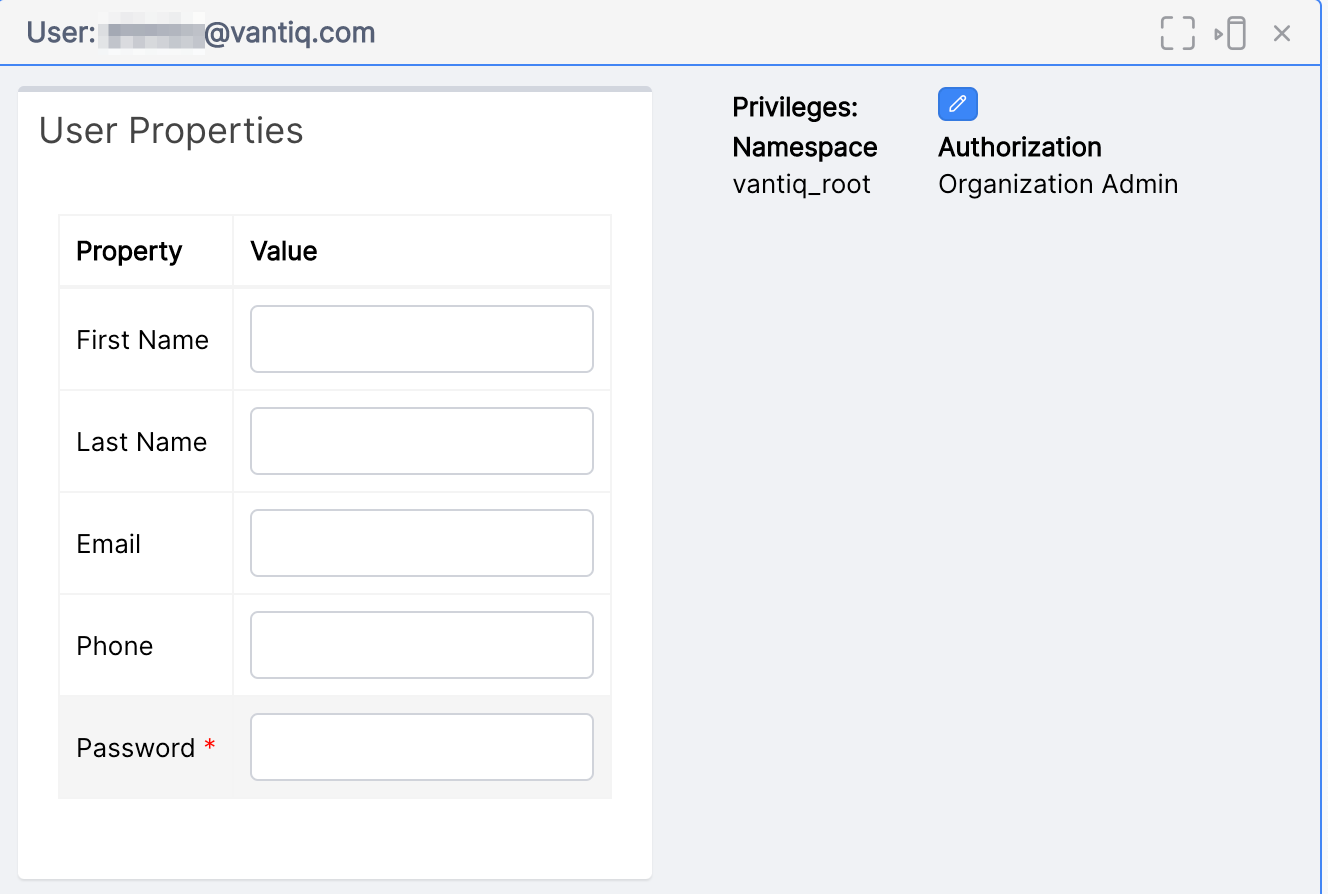 User: @vantiq.com
User Properties
Property Value
First Name
Last Name
Email
Phone
Password *
Privileges:
Namespace Authorization
vantiq_root Organization Admin